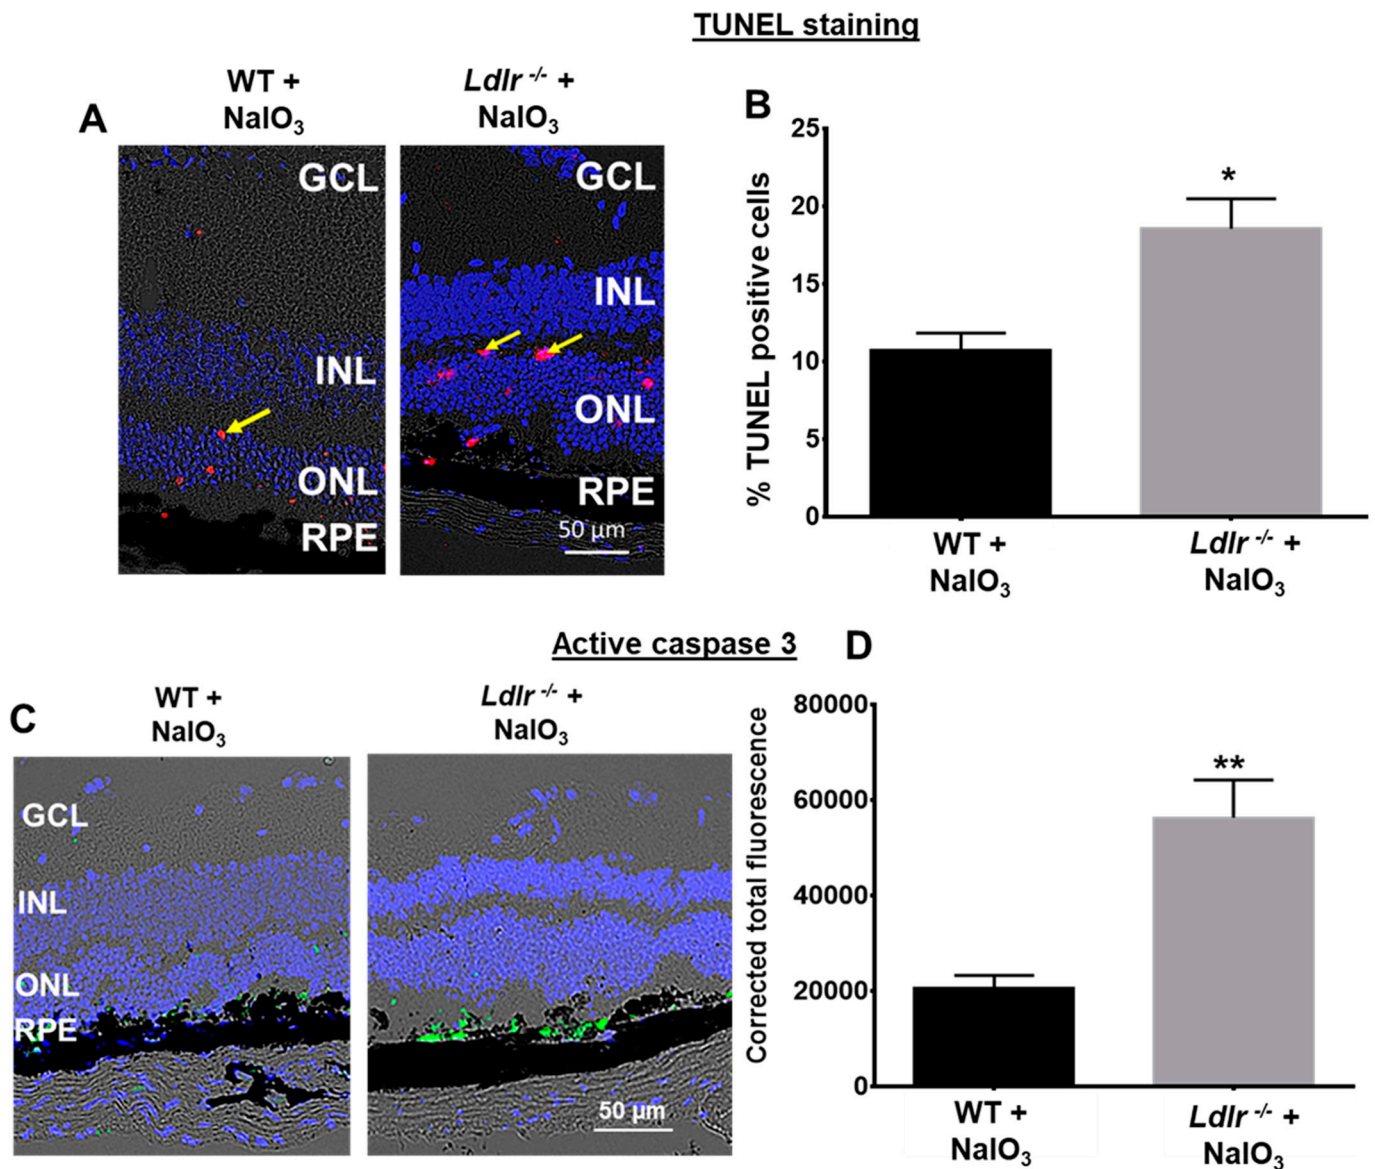 TUNEL staining
A
WT +
NaIO₃
Ldlr -/- +
NaIO₃
GCL
INL
ONL
RPE
GCL
INL
ONL
RPE
50 µm
B
% TUNEL positive cells
25
20
15
10
5
0
*
WT +
NaIO₃
Ldlr -/- +
NaIO₃
Active caspase 3
C
WT +
NaIO₃
Ldlr -/- +
NaIO₃
GCL
INL
ONL
RPE
50 µm
D
Corrected total fluorescence
80000
60000
40000
20000
0
**
WT +
NaIO₃
Ldlr -/- +
NaIO₃